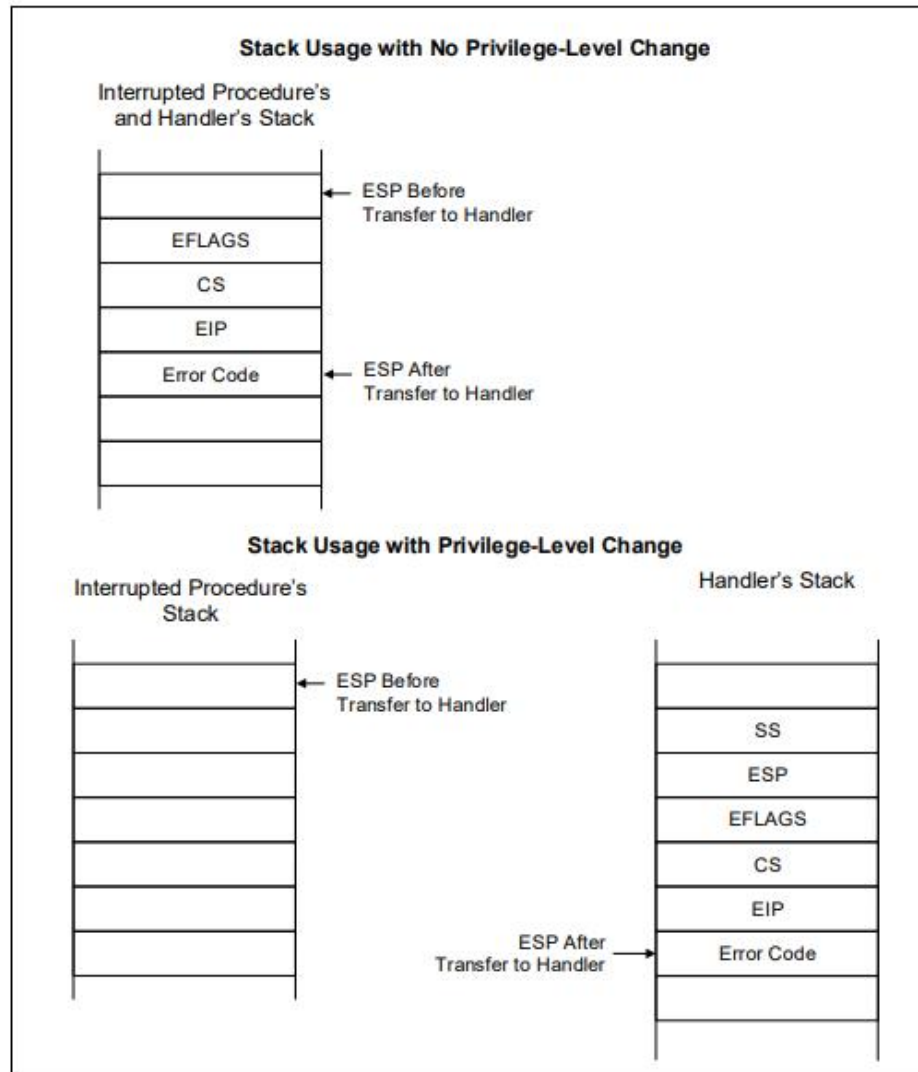 Stack Usage with No Privilege-Level Change
Interrupted Procedure's
and Handler's Stack
ESP Before
Transfer to Handler
EFLAGS
CS
EIP
Error Code
ESP After
Transfer to Handler
Stack Usage with Privilege-Level Change
Interrupted Procedure's
Stack
Handler's Stack
ESP Before
Transfer to Handler
SS
ESP
EFLAGS
CS
EIP
ESP After
Transfer to Handler
Error Code